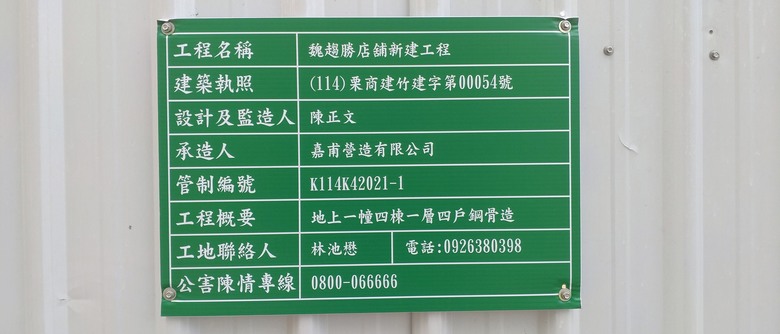 工程名稱 魏趨勝店舖新建工程
建築執照 (114)栗商建竹建字第00054號
設計及監造人 陳正文
承造人 嘉甫營造有限公司
管制編號 K114K42021-1
工程概要 地上一幢四棟一層四戶鋼骨造
工地聯絡人 林池懋 電話:0926380398
公害陳情專線 0800-066666